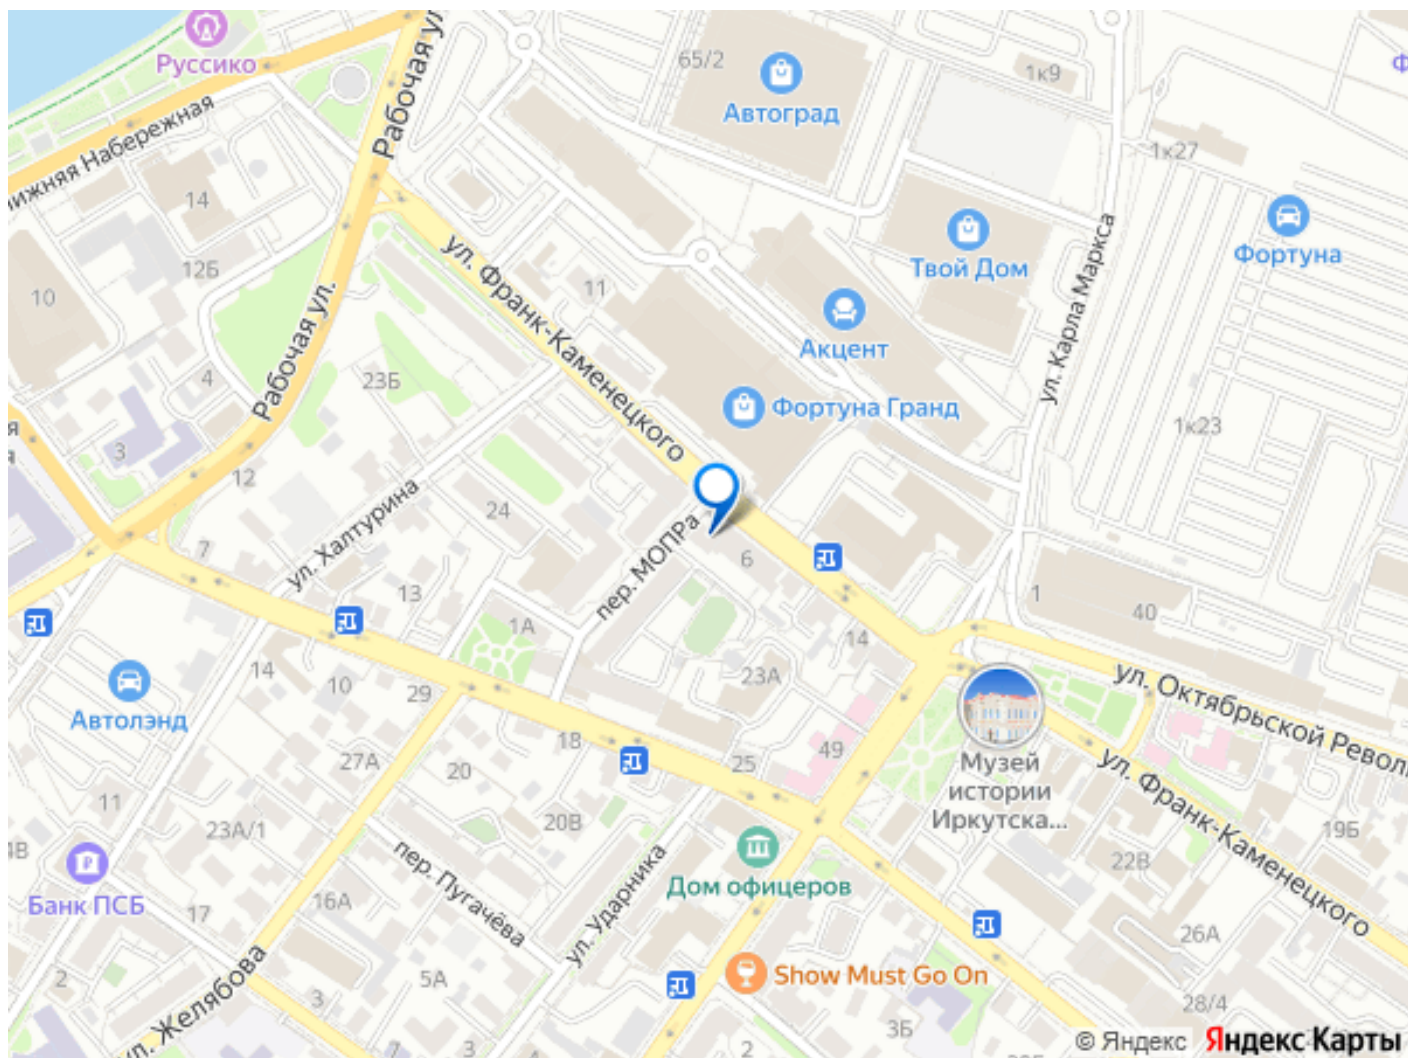 Руссико
65/2
Автоград
1к9
Рабочая ул.
ижняя Набережная
1к27
14
ул. Франк-Каменецкого
Твой Дом
ул. Карла Маркса
Фортуна
12Б
10
11
Акцент
Рабочая ул.
4
23Б
Фортуна Гранд
1к23
я
я
3
12
24
ул. Халтурина
пер. МОПРа
6
7
13
1
40
1А
14
14
10
29
23А
ул. Октябрьской Револ
Автолэнд
18
25
49
Музей
истории
Иркутска...
ул. Франк-Каменецкого
27А
20
11
23А/1
20В
19Б
4В
пер. Пугачёва
ул. Ударника
Дом офицеров
22В
Банк ПСБ
17
16А
26А
ул. Желябова
2
5А
3
Show Must Go On
28/4
3Б
7
3
2
© Яндекс
Яндекс Карты